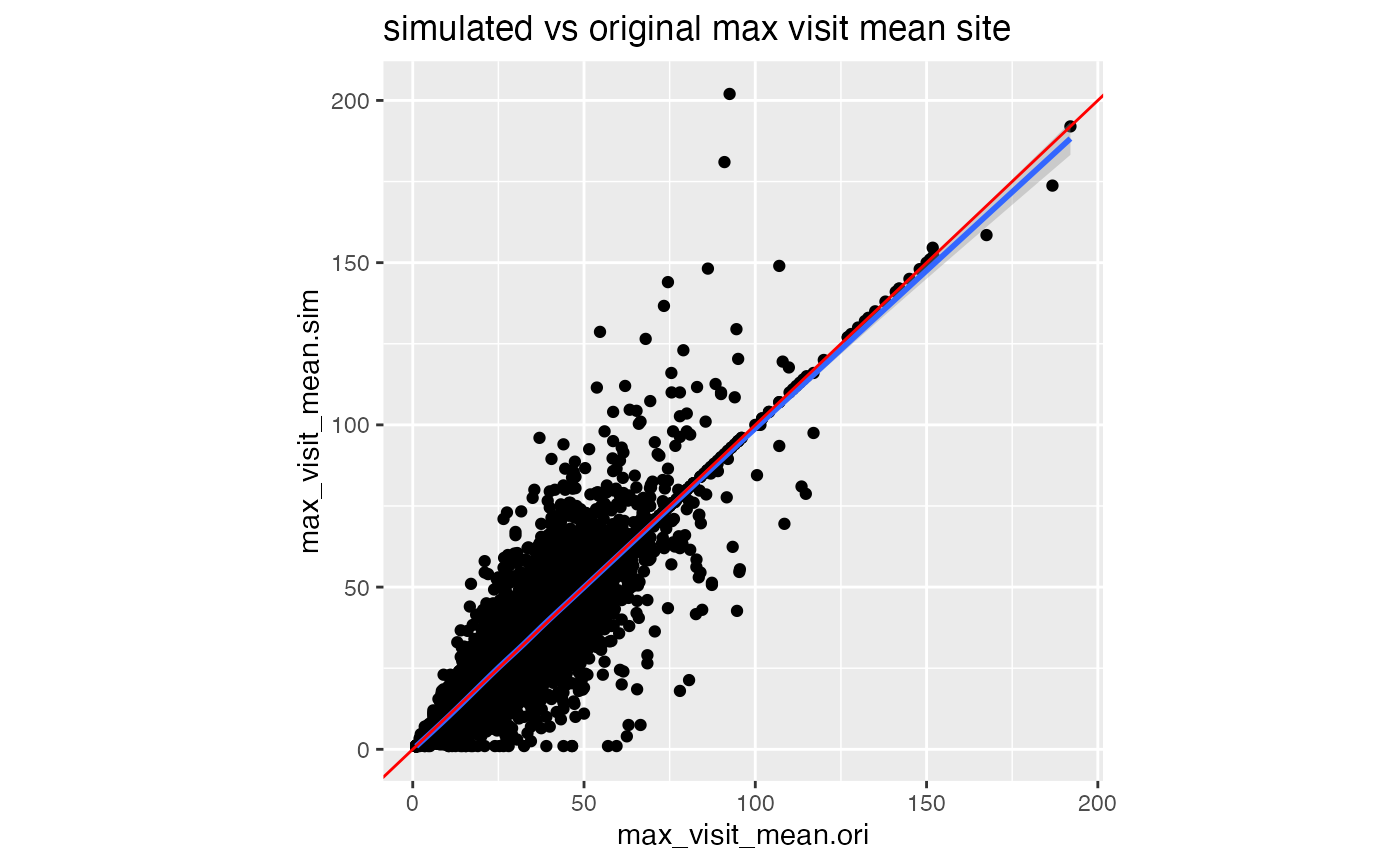 simulated vs original max visit mean site
max_visit_mean.sim
200
150
100
50
0
0 50 100 150 200
max_visit_mean.ori